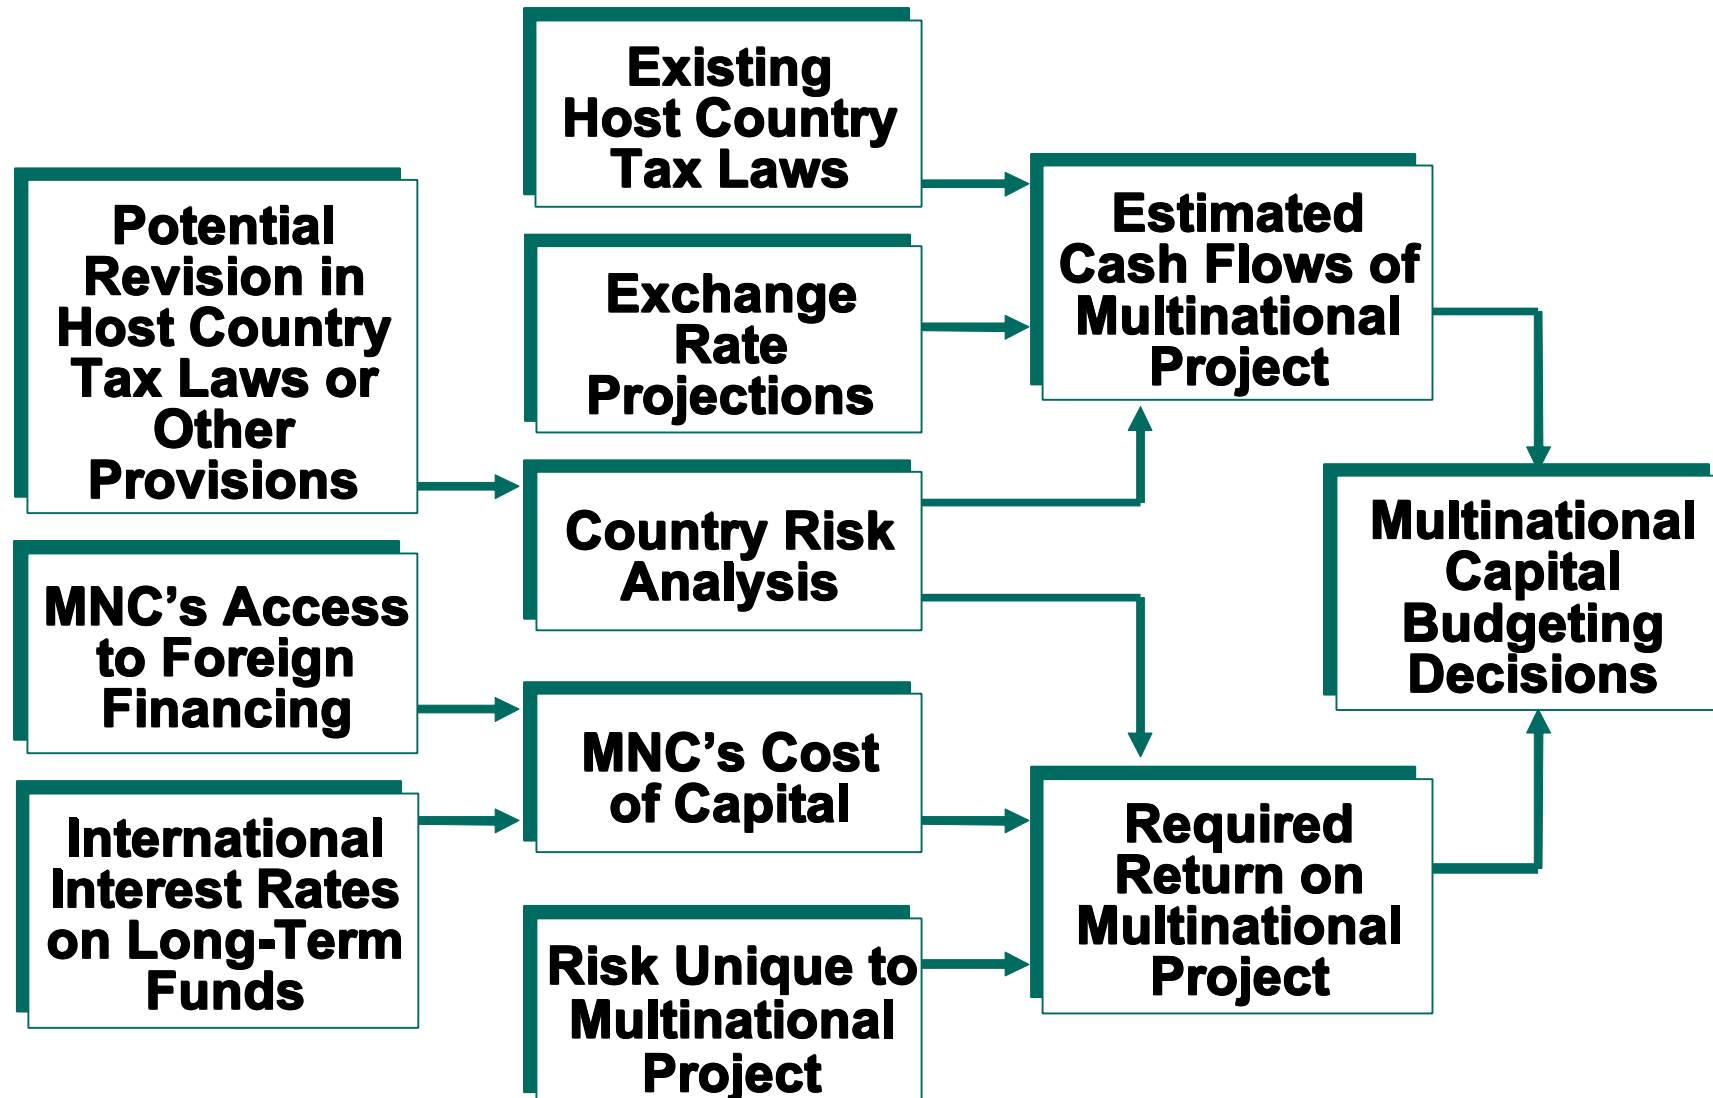 Existing
Host Country
Tax Laws
Potential
Revision in
Host Country
Tax Laws or
Other
Provisions
Exchange
Rate
Projections
Estimated
Cash Flows of
Multinational
Project
Country Risk
Analysis
Multinational
Capital
Budgeting
Decisions
MNC’s Access
to Foreign
Financing
MNC’s Cost
of Capital
International
Interest Rates
on Long-Term
Funds
Required
Return on
Multinational
Project
Risk Unique to
Multinational
Project